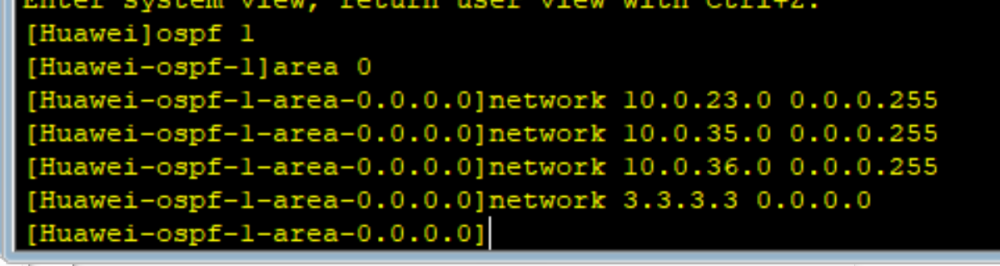 Enter system view, return user view with Ctrl+Z.
[Huawei]ospf 1
[Huawei-ospf-1]area 0
[Huawei-ospf-1-area-0.0.0.0]network 10.0.23.0 0.0.0.255
[Huawei-ospf-1-area-0.0.0.0]network 10.0.35.0 0.0.0.255
[Huawei-ospf-1-area-0.0.0.0]network 10.0.36.0 0.0.0.255
[Huawei-ospf-1-area-0.0.0.0]network 3.3.3.3 0.0.0.0
[Huawei-ospf-1-area-0.0.0.0]